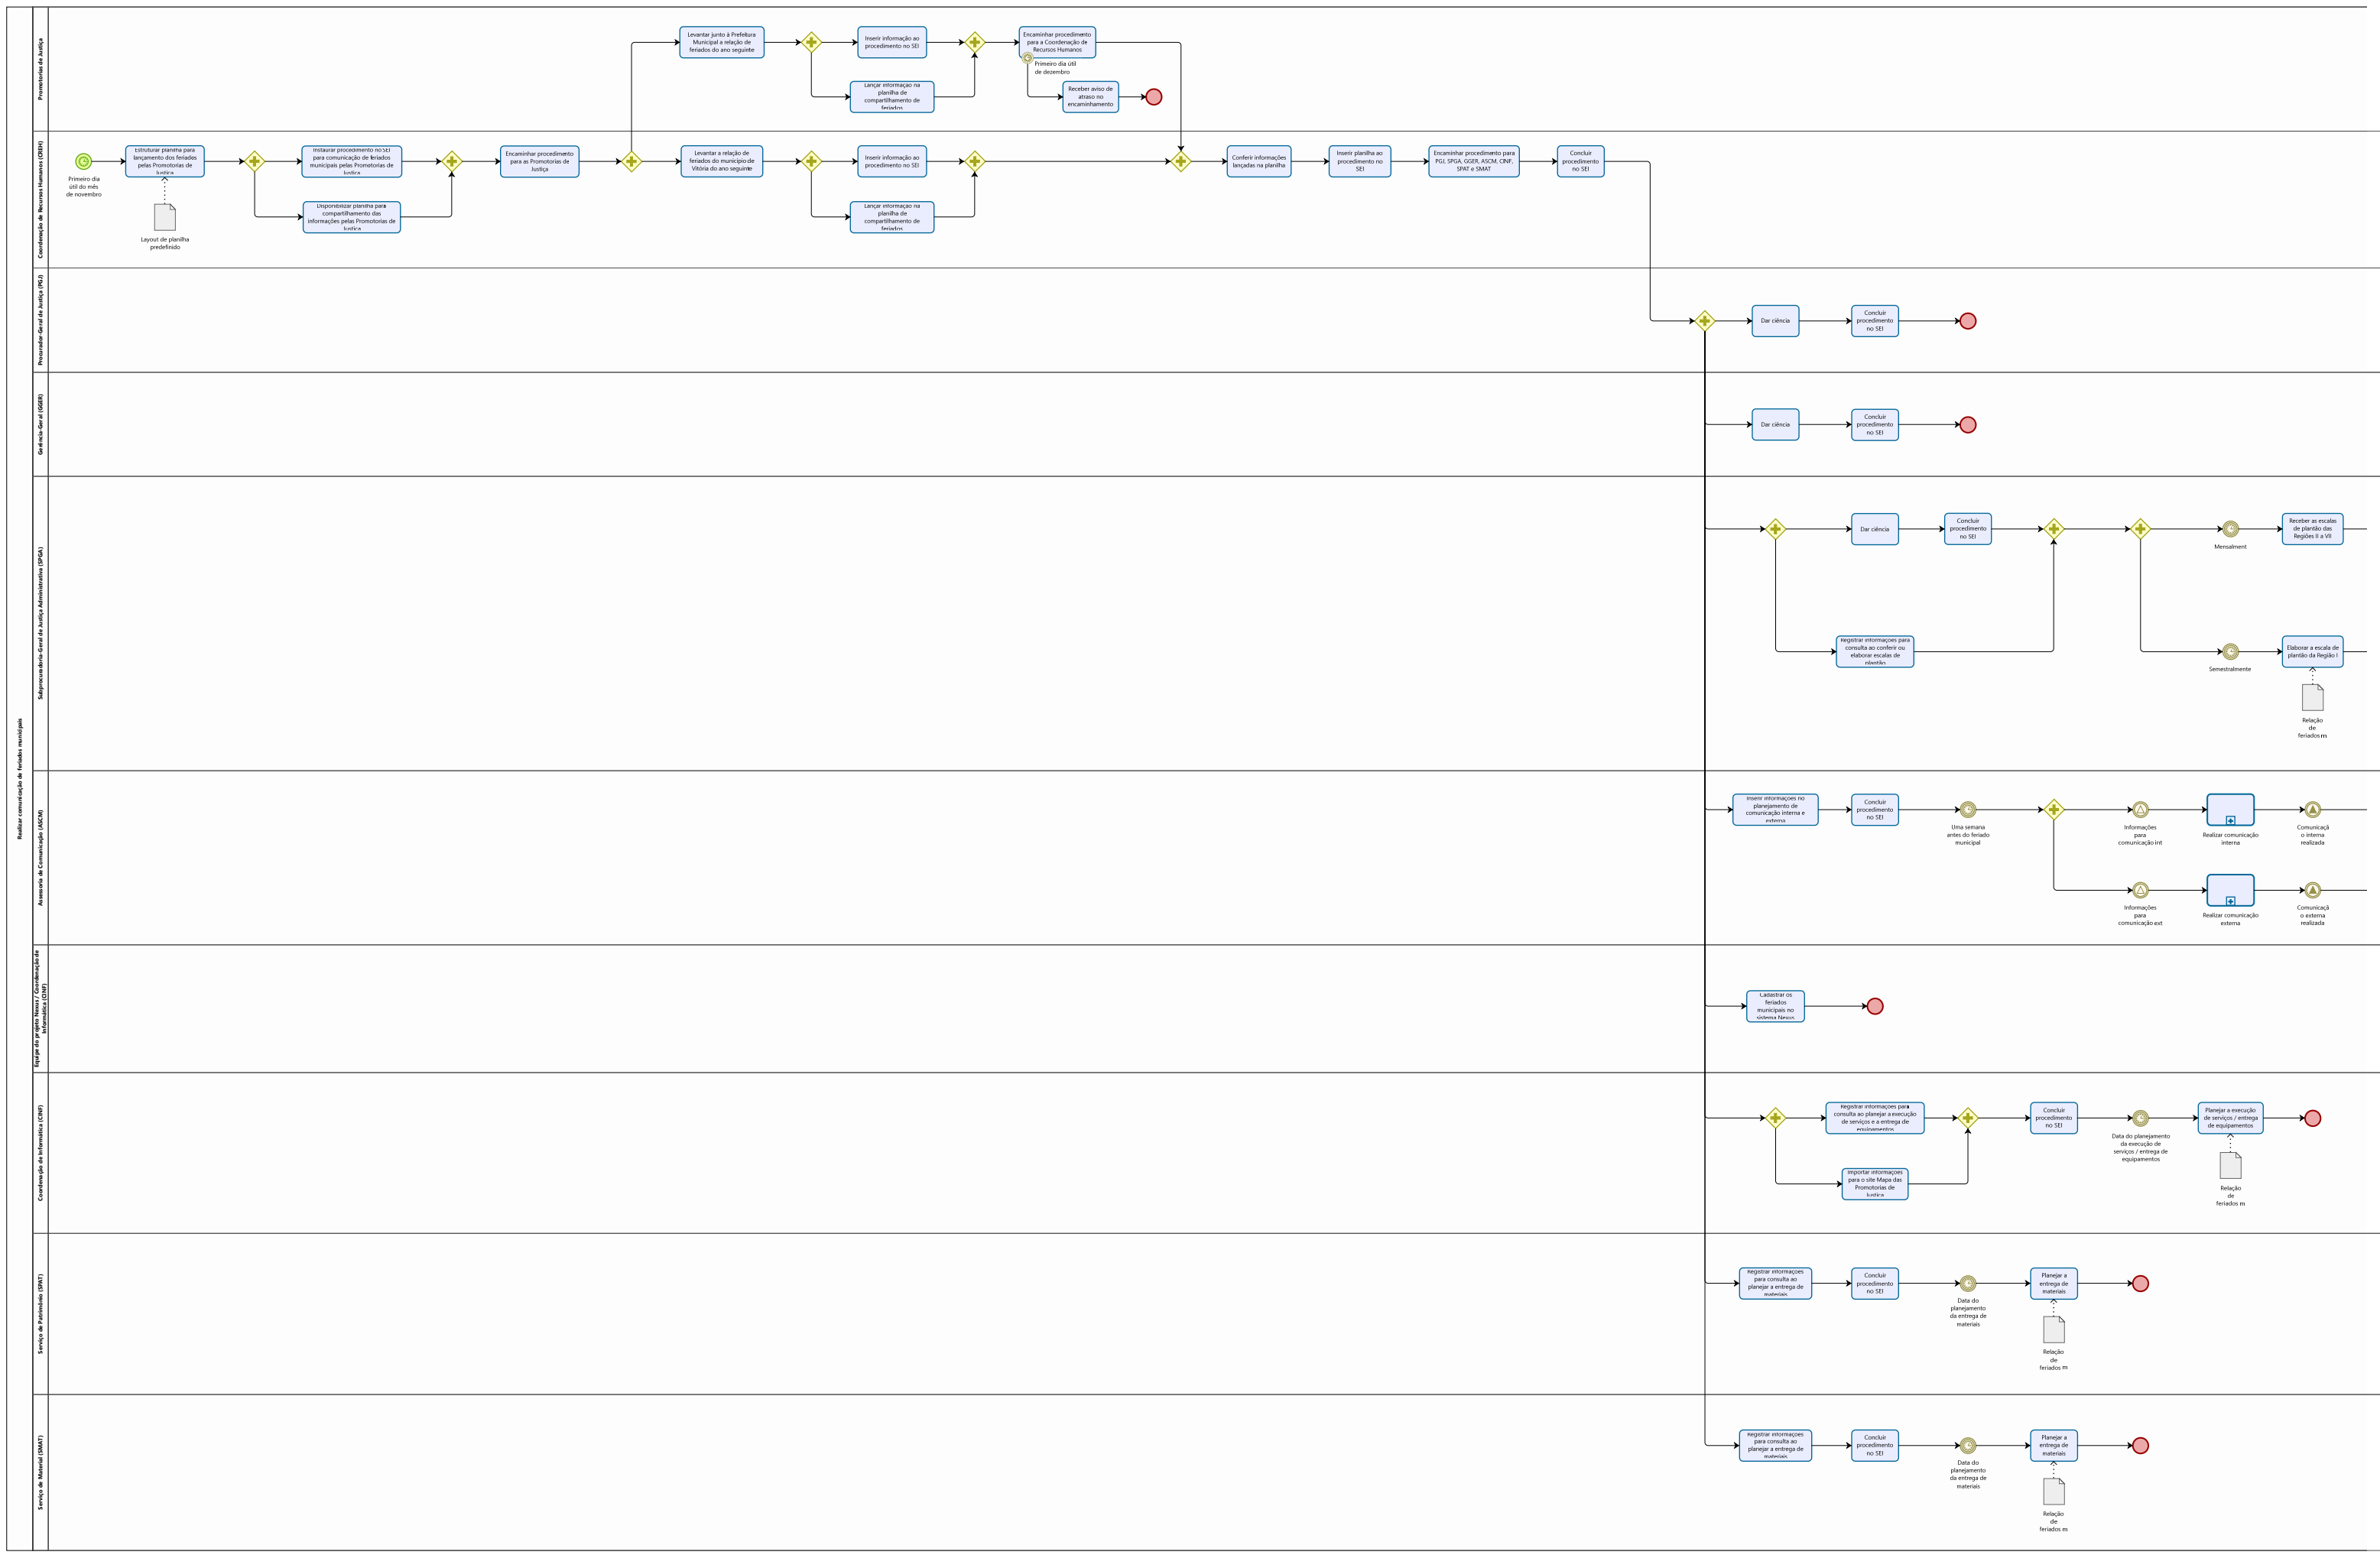 Realizar comunicação de feriados municipais
Promotorias de Justiça
Levantar junto à Prefeitura
Municipal a relação de
feriados do ano seguinte
Inserir informação ao
procedimento no SEI
Lançar informação na
planilha de
compartilhamento de
feriados
Encaminhar procedimento
para a Coordenação de
Recursos Humanos
Primeiro dia útil
de dezembro
Receber aviso de
atraso no
encaminhamento
Coordenação de Recursos Humanos (CREH)
Primeiro dia
útil do mês
de novembro
Estruturar planilha para
lançamento dos feriados
pelas Promotorias de
Justiça
Layout de planilha
predefinido
Instaurar procedimento no SEI
para comunicação de feriados
municipais pelas Promotorias de
Justiça
Disponibilizar planilha para
compartilhamento das
informações pelas Promotorias de
Justiça
Encaminhar procedimento
para as Promotorias de
Justiça
Levantar a relação de
feriados do município de
Vitória do ano seguinte
Inserir informação ao
procedimento no SEI
Lançar informação na
planilha de
compartilhamento de
feriados
Conferir informações
lançadas na planilha
Inserir planilha ao
procedimento no
SEI
Encaminhar procedimento para
PGJ, SPGA, GGER, ASCM, CINF,
SPAT e SMAT
Concluir
procedimento
no SEI
Procurador-Geral de Justiça (PGJ)
Dar ciência
Concluir
procedimento
no SEI
Gerência-Geral (GGER)
Dar ciência
Concluir
procedimento
no SEI
Subprocuradoria-Geral de Justiça Administrativa (SPGA)
Dar ciência
Concluir
procedimento
no SEI
Registrar informações para
consulta ao conferir ou
elaborar escalas de
plantão
Mensalment
Receber as escalas
de plantão das
Regiões II a VII
Semestralmente
Elaborar a escala de
plantão da Região I
Relação
de
feriados m
Assessoria de Comunicação (ASCM)
Inserir informações no
planejamento de
comunicação interna e
externa
Concluir
procedimento
no SEI
Uma semana
antes do feriado
municipal
Informações
para
comunicação int
Realizar comunicação
interna
Comunicaçã
o interna
realizada
Informações
para
comunicação ext
Realizar comunicação
externa
Comunicaçã
o externa
realizada
Equipe do projeto Nexus / Coordenação de
Informática (CINF)
Cadastrar os
feriados
municipais no
sistema Nexus
Coordenação de Informática (CINF)
Registrar informações para
consulta ao planejar a execução
de serviços e a entrega de
equipamentos
Importar informações
para o site Mapa das
Promotorias de
Justiça
Concluir
procedimento
no SEI
Data do planejamento
da execução de
serviços / entrega de
equipamentos
Planejar a execução
de serviços / entrega
de equipamentos
Relação
de
feriados m
Serviço de Patrimônio (SPAT)
Registrar informações
para consulta ao
planejar a entrega de
materiais
Concluir
procedimento
no SEI
Data do
planejamento
da entrega de
materiais
Planejar a
entrega de
materiais
Relação
de
feriados m
Serviço de Material (SMAT)
Registrar informações
para consulta ao
planejar a entrega de
materiais
Concluir
procedimento
no SEI
Data do
planejamento
da entrega de
materiais
Planejar a
entrega de
materiais
Relação
de
feriados m